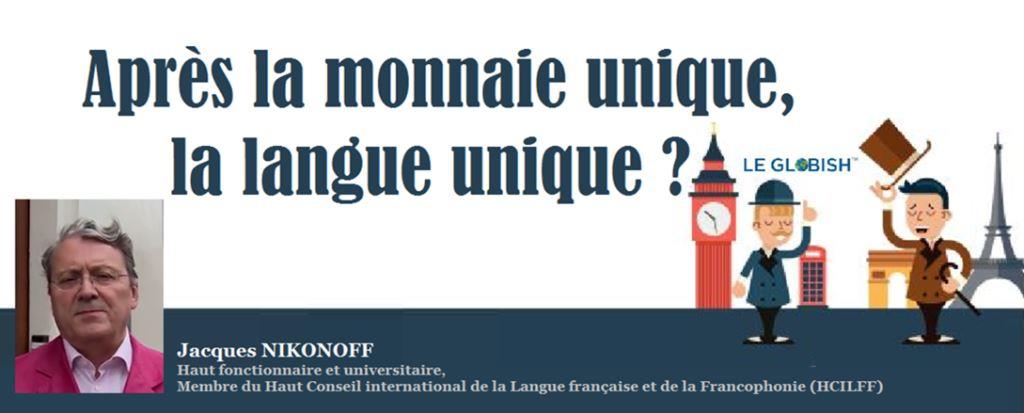 Après la monnaie unique,
la langue unique ?
LE GLOBISH™
Jacques NIKONOFF
Haut fonctionnaire et universitaire,
Membre du Haut Conseil international de la Langue française et de la Francophonie (HCILFF)